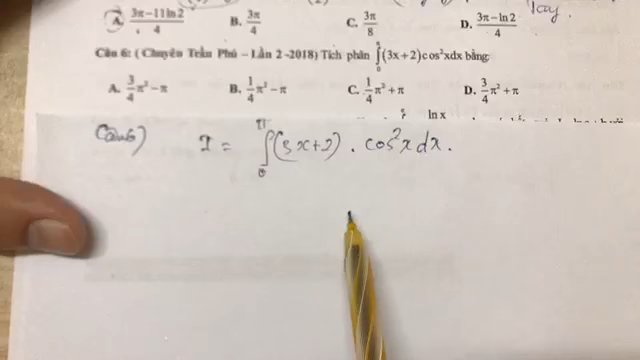 A. 3π−11ln2/4 B. 3π/4 C. 3π/8 D. 3π−ln2/4
Câu 6: ( Chuyên Trần Phú – Lần 2 -2018) Tích phân ∫₀^π (3x+2)cos²xdx bằng:
A. 3/4π²−π B. 1/4π²−π C. 1/4π²+π D. 3/4π²+π
ln x
Câu 6) I = ∫₀^π (3x+2) . cos²x dx.